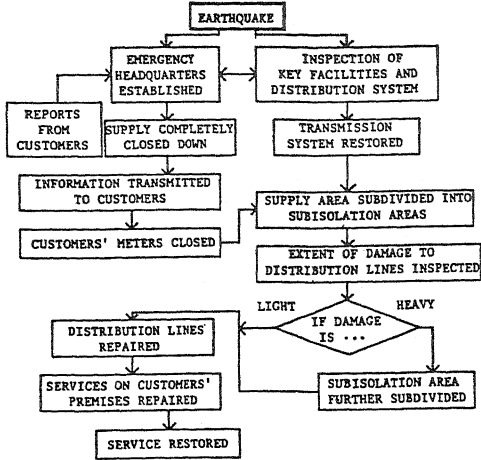 EARTHQUAKE
EMERGENCY
HEADQUARTERS
ESTABLISHED
INSPECTION OF
KEY FACILITIES AND
DISTRIBUTION SYSTEM
REPORTS
FROM
CUSTOMERS
SUPPLY COMPLETELY
CLOSED DOWN
TRANSMISSION
SYSTEM RESTORED
INFORMATION TRANSMITTED
TO CUSTOMERS
SUPPLY AREA SUBDIVIDED INTO
SUBISOLATION AREAS
CUSTOMERS' METERS CLOSED
EXTENT OF DAMAGE TO
DISTRIBUTION LINES INSPECTED
LIGHT
HEAVY
IF DAMAGE
IS ...
DISTRIBUTION LINES
REPAIRED
SERVICES ON CUSTOMERS'
PREMISES REPAIRED
SUBISOLATION AREA
FURTHER SUBDIVIDED
SERVICE RESTORED